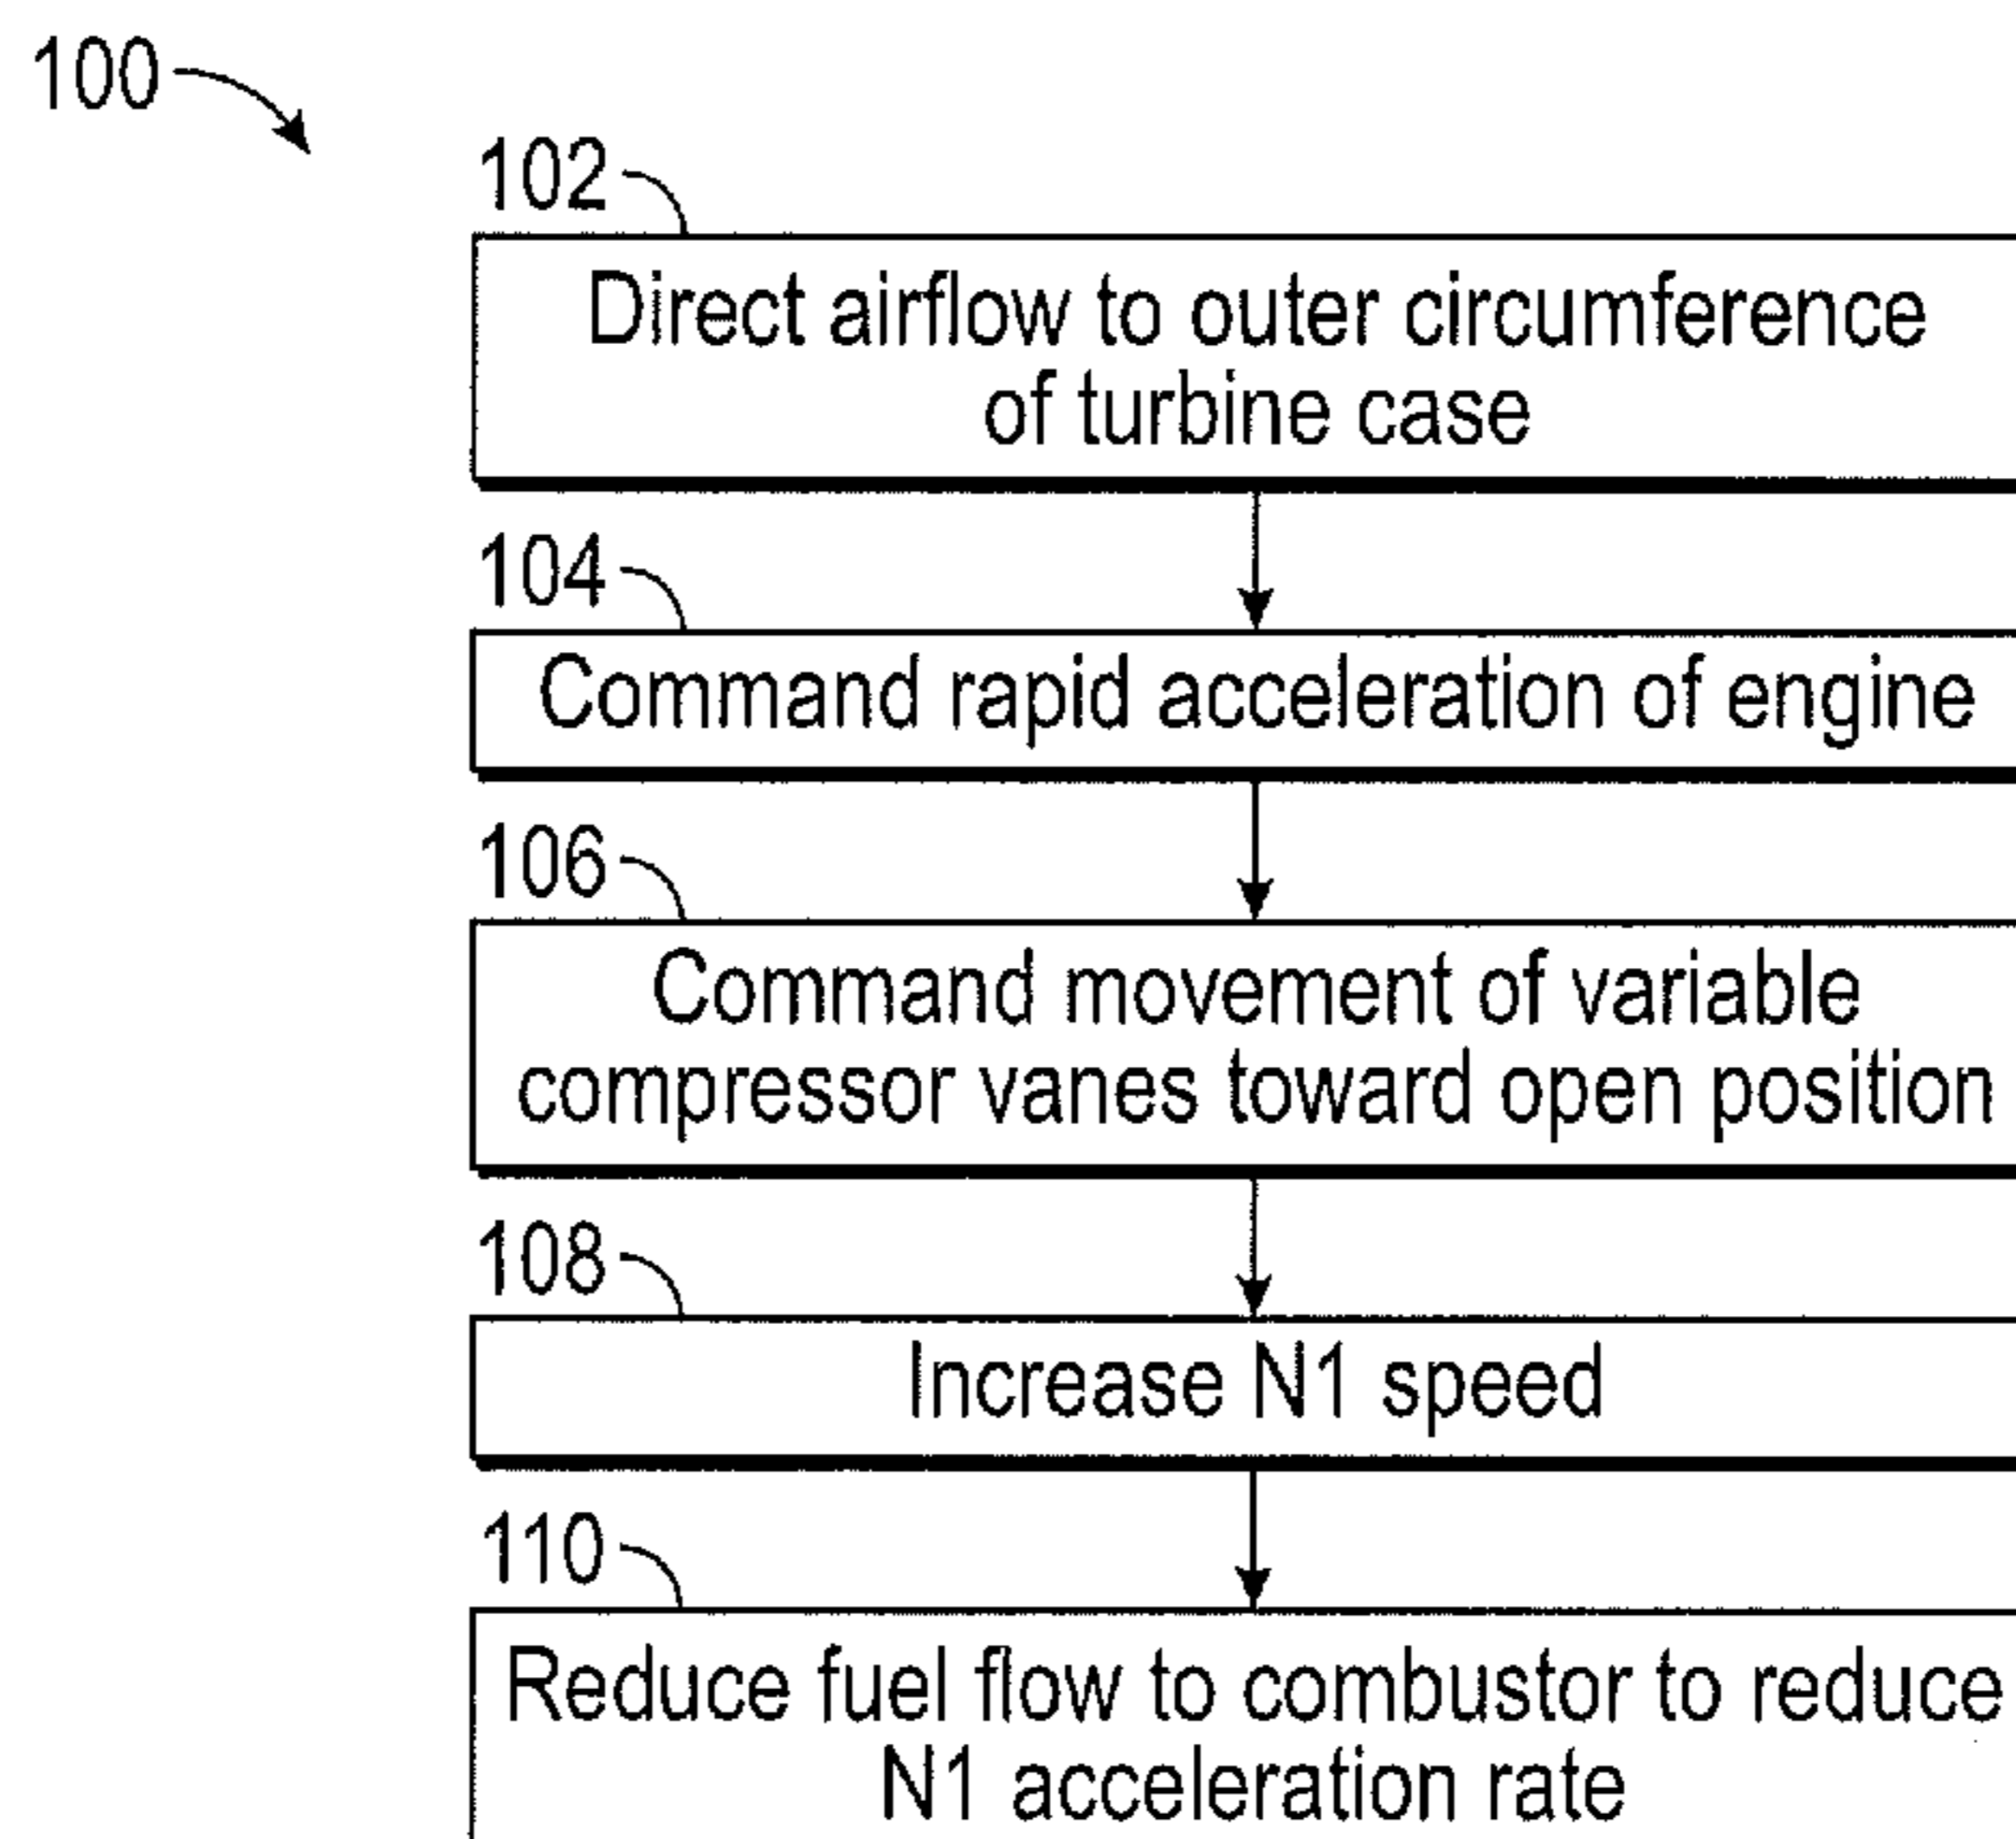 100
102
Direct airflow to outer circumference
of turbine case
104
Command rapid acceleration of engine
106
Command movement of variable
compressor vanes toward open position
108
Increase N1 speed
110
Reduce fuel flow to combustor to reduce
N1 acceleration rate